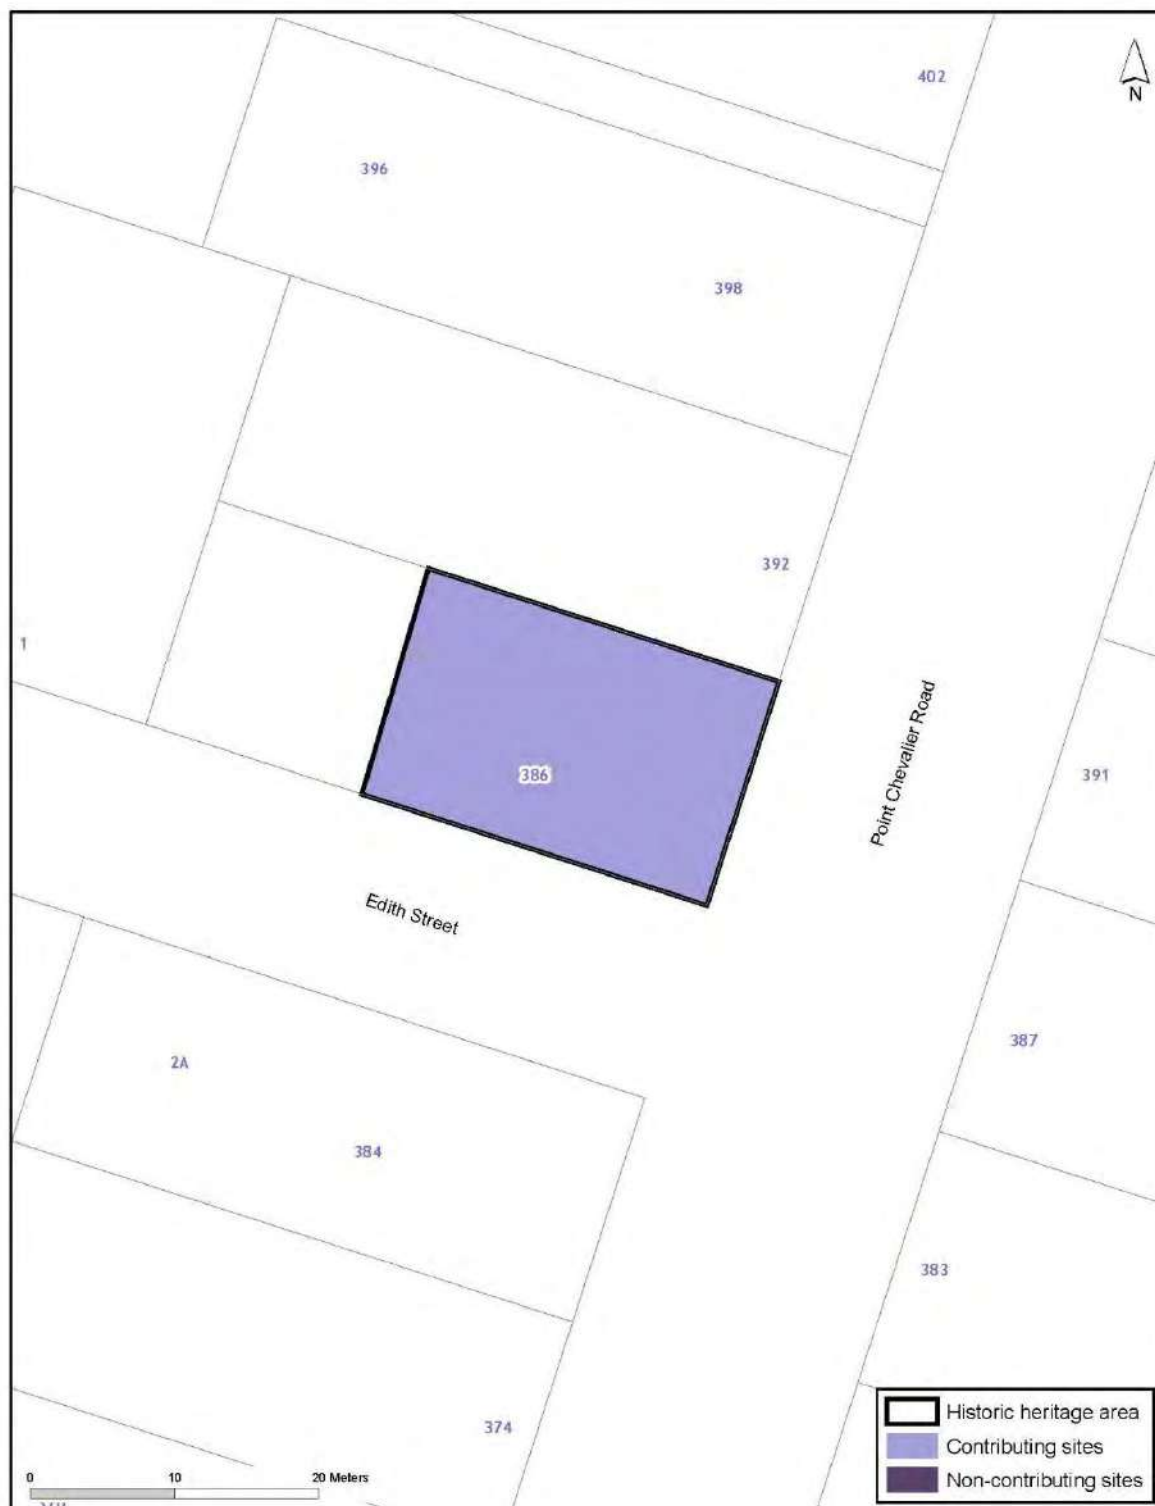 402
N
396
398
392
1
386
Point Chevalier Road
391
Edith Street
387
2A
384
383
374
Historic heritage area
Contributing sites
Non-contributing sites
0 10 20 Meters